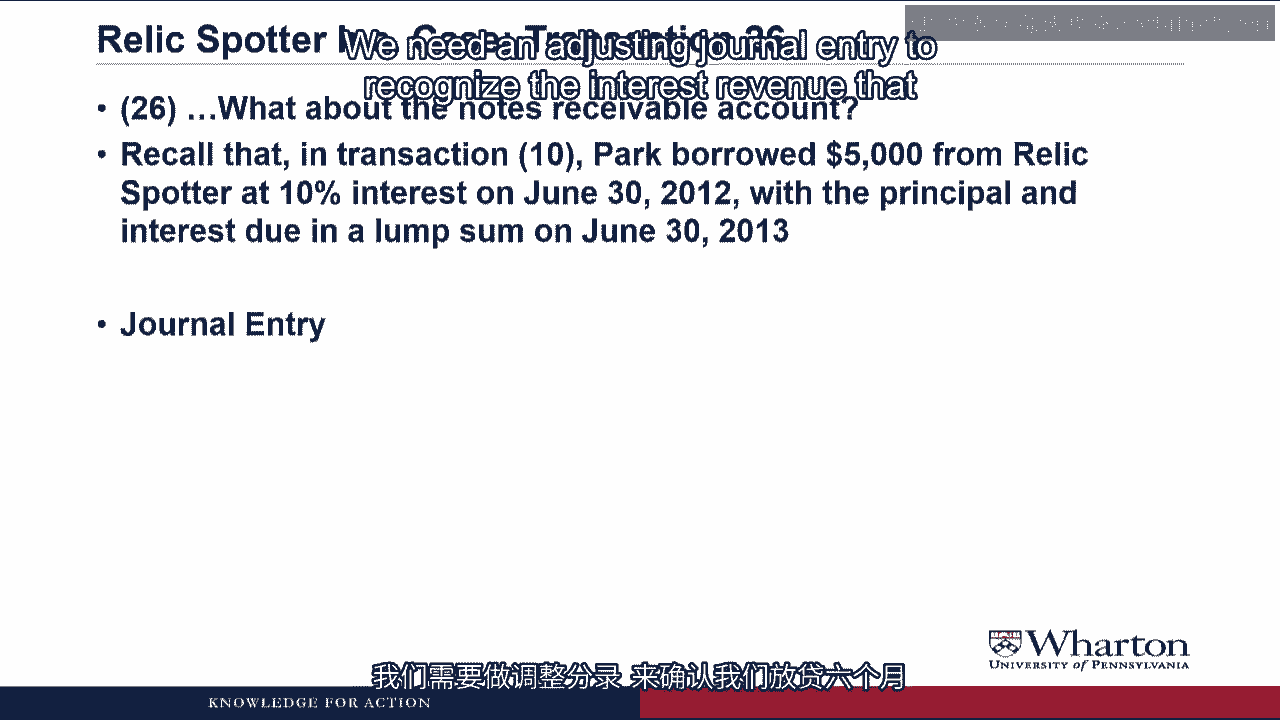 Relic Spotter Inc. Case: Transaction 26
We need an adjusting journal entry to
recognize the interest revenue that
• (26) …What about the notes receivable account?
• Recall that, in transaction (10), Park borrowed $5,000 from Relic
Spotter at 10% interest on June 30, 2012, with the principal and
interest due in a lump sum on June 30, 2013
• Journal Entry
Wharton
UNIVERSITY of PENNSYLVANIA
我们需要做调整分录 来确认我们放贷六个月
KNOWLEDGE FOR ACTION